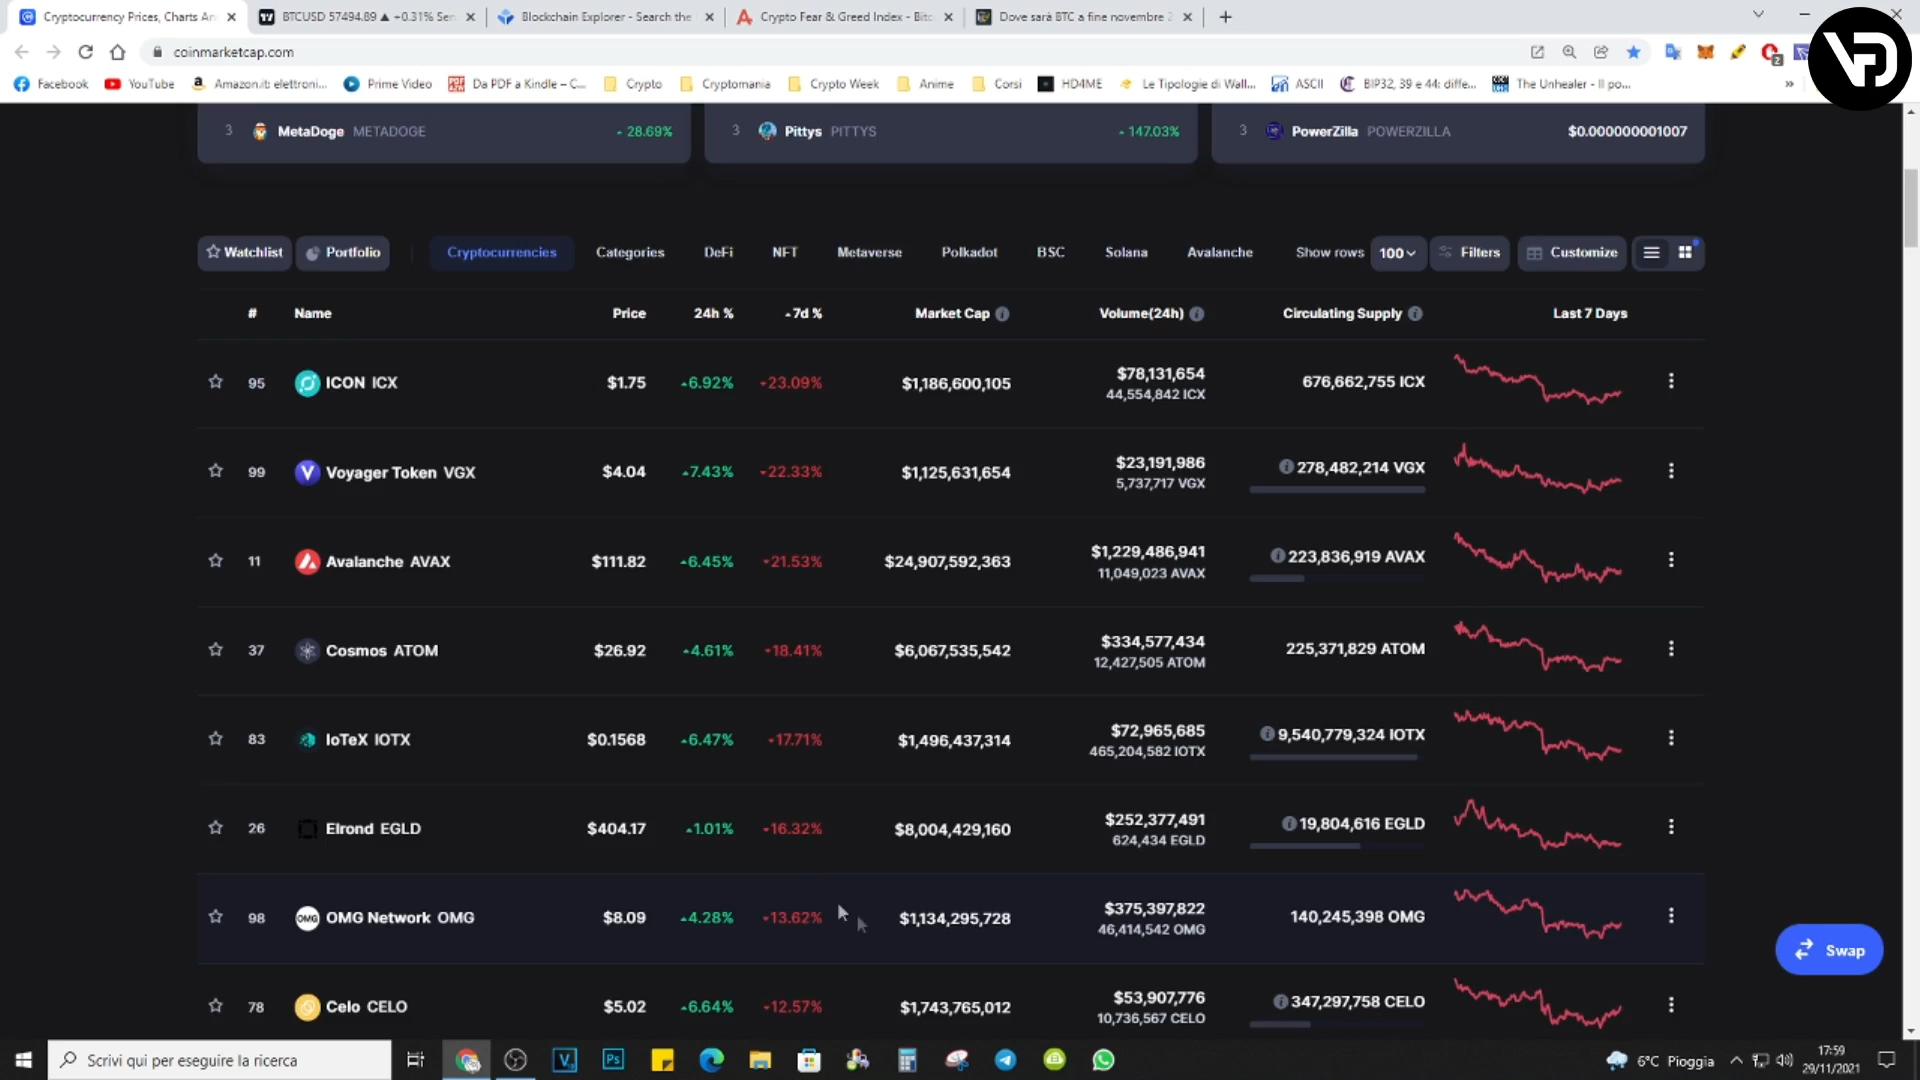 Cryptocurrency Prices, Charts An
BTCUSD 57494.89 ▲ +0.31% Sen
Blockchain Explorer - Search the
Crypto Fear & Greed Index - Bitc
Dove sarà BTC a fine novembre 2
coinmarketcap.com
Facebook YouTube Amazon.it: elettroni... Prime Video Da PDF a Kindle – C... Crypto Cryptomania Crypto Week Anime Corsi HD4ME Le Tipologie di Wall... ASCII BIP32, 39 e 44: diffe... The Unhealer - Il po... »
3 MetaDoge METADOGE 28.69%
3 Pittys PITTYS 147.03%
3 PowerZilla POWERZILLA $0.000000001007
Watchlist Portfolio Cryptocurrencies Categories DeFi NFT Metaverse Polkadot BSC Solana Avalanche Show rows 100 Filters Customize
# Name Price 24h % 7d % Market Cap Volume(24h) Circulating Supply Last 7 Days
95 ICON ICX $1.75 6.92% 23.09% $1,186,600,105 $78,131,654 676,662,755 ICX
44,554,842 ICX
99 Voyager Token VGX $4.04 7.43% 22.33% $1,125,631,654 $23,191,986 278,482,214 VGX
5,737,717 VGX
11 Avalanche AVAX $111.82 6.45% 21.53% $24,907,592,363 $1,229,486,941 223,836,919 AVAX
11,049,023 AVAX
37 Cosmos ATOM $26.92 4.61% 18.41% $6,067,535,542 $334,577,434 225,371,829 ATOM
12,427,505 ATOM
83 IoTeX IOTX $0.1568 6.47% 17.71% $1,496,437,314 $72,965,685 9,540,779,324 IOTX
465,204,582 IOTX
26 Elrond EGLD $404.17 1.01% 16.32% $8,004,429,160 $252,377,491 19,804,616 EGLD
624,434 EGLD
98 OMG OMG Network OMG $8.09 4.28% 13.62% $1,134,295,728 $375,397,822 140,245,398 OMG
46,414,542 OMG
Swap
78 Celo CELO $5.02 6.64% 12.57% $1,743,765,012 $53,907,776 347,297,758 CELO
10,736,567 CELO
Scrivi qui per eseguire la ricerca
6°C Pioggia
17:59
29/11/2021